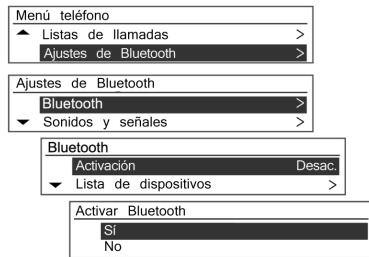 Menú teléfono
Listas de llamadas >
Ajustes de Bluetooth >
Ajustes de Bluetooth
Bluetooth >
Sonidos y señales >
Bluetooth
Activación Desac.
Lista de dispositivos >
Activar Bluetooth
Sí
No